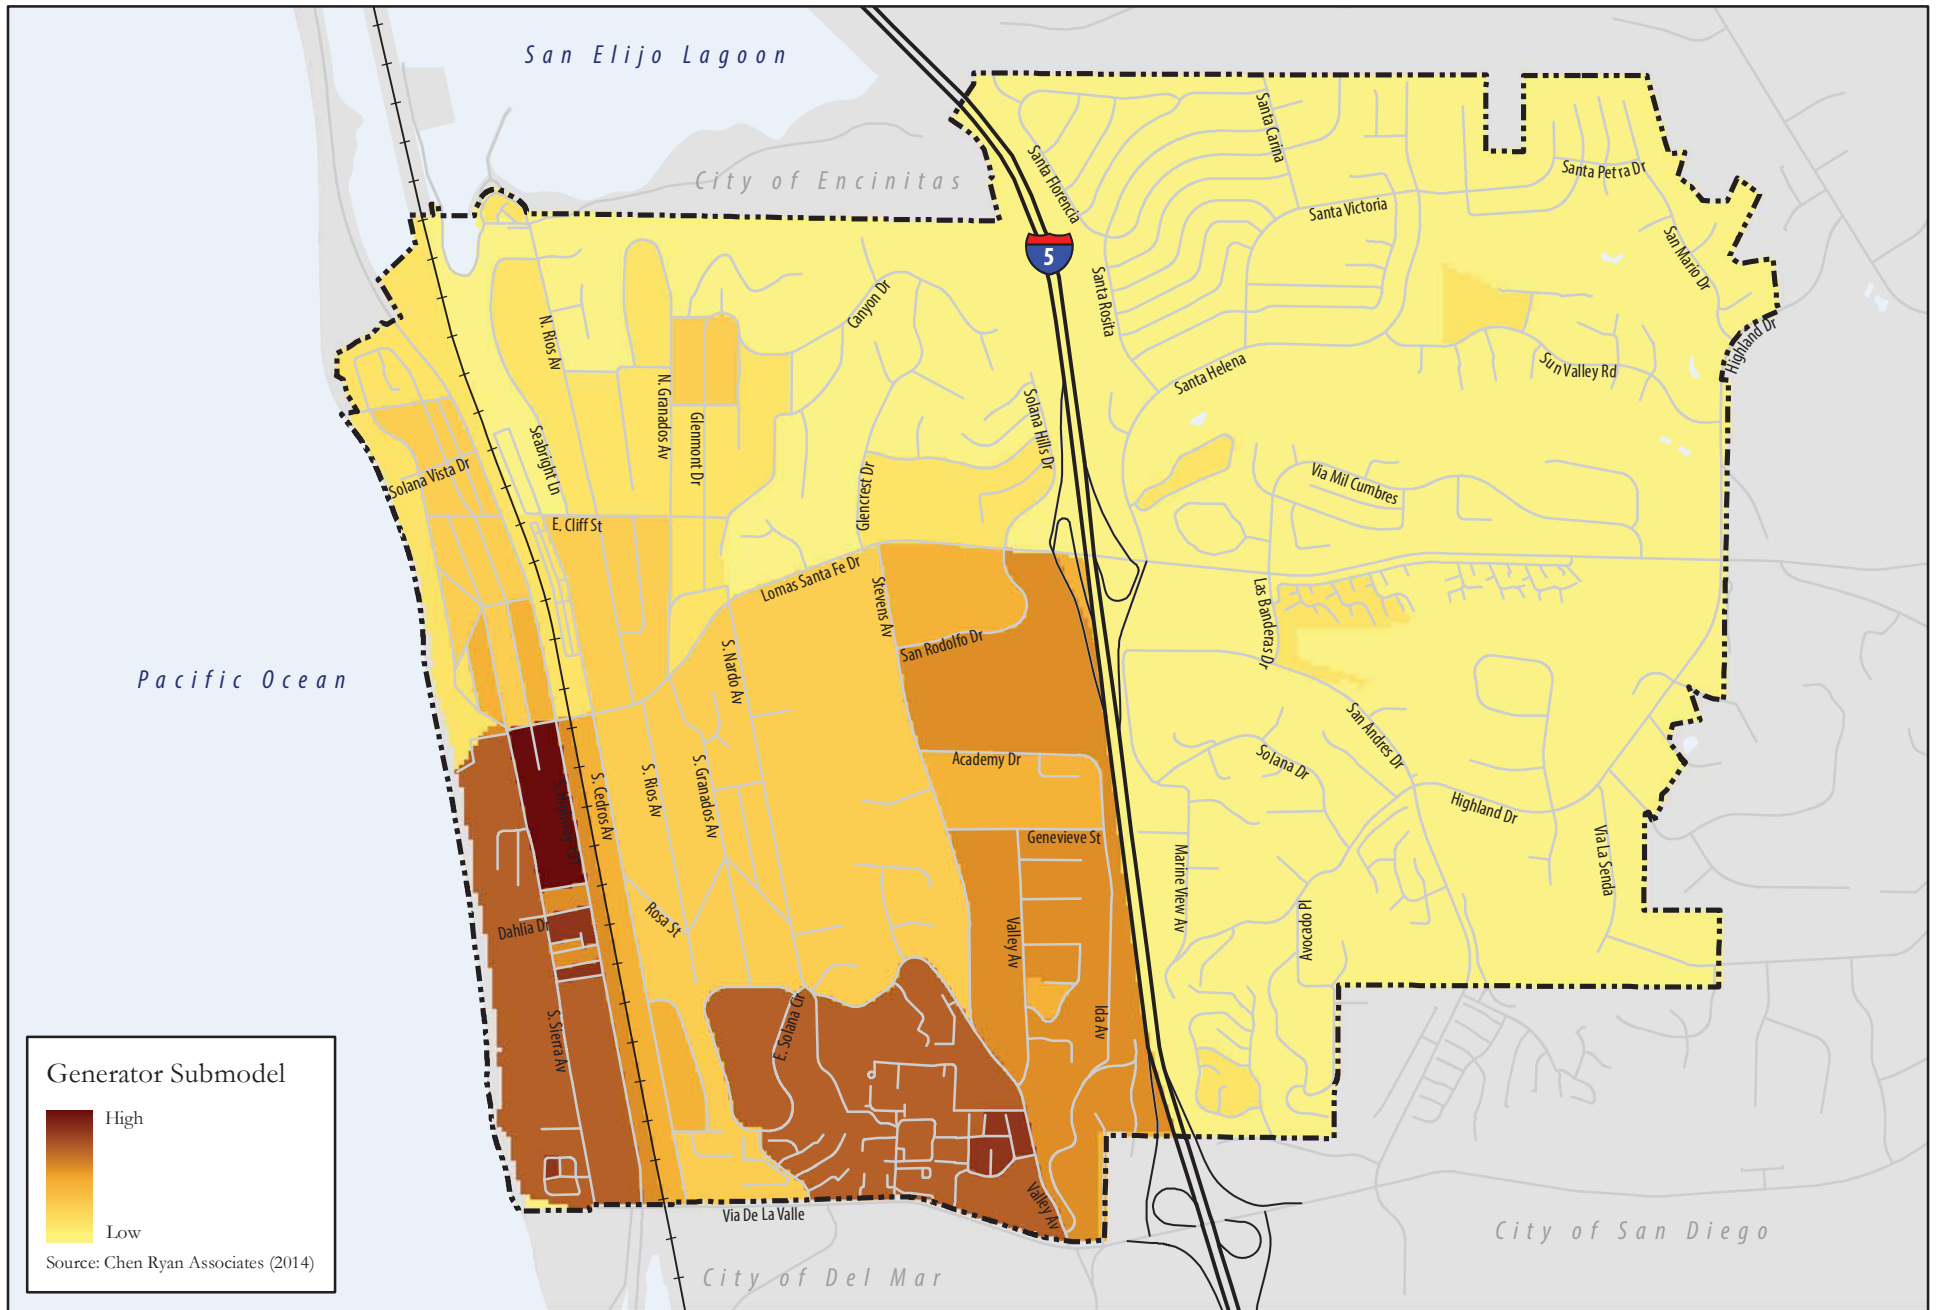 San Elijo Lagoon
City of Encinitas
Santa Carina
Santa Florencia
Santa Petra Dr
Santa Victoria
San Mario Dr
5
Santa Rosita
Canyon Dr
N. Rios Av
Highland Dr
Santa Helena
Sun Valley Rd
N. Granados Av
Glenmont Dr
Solana Hills Dr
Seabright Ln
Solana Vista Dr
Glencrest Dr
Via Mil Cumbres
E. Cliff St
Lomas Santa Fe Dr
Stevens Av
Las Banderas Dr
San Rodolfo Dr
S. Nardo Av
Pacific Ocean
San Andres Dr
Solana Dr
Academy Dr
S. Highway 101
S. Cedros Av
S. Rios Av
S. Granados Av
Highland Dr
Genevieve St
Marine View Av
Via La Senda
Rosa St
Dahlia Dr
Valley Av
Avocado Pl
E. Solana Cir
Ida Av
S. Sierra Av
Generator Submodel
High
Low
Source: Chen Ryan Associates (2014)
Valley Av
Via De La Valle
City of San Diego
City of Del Mar